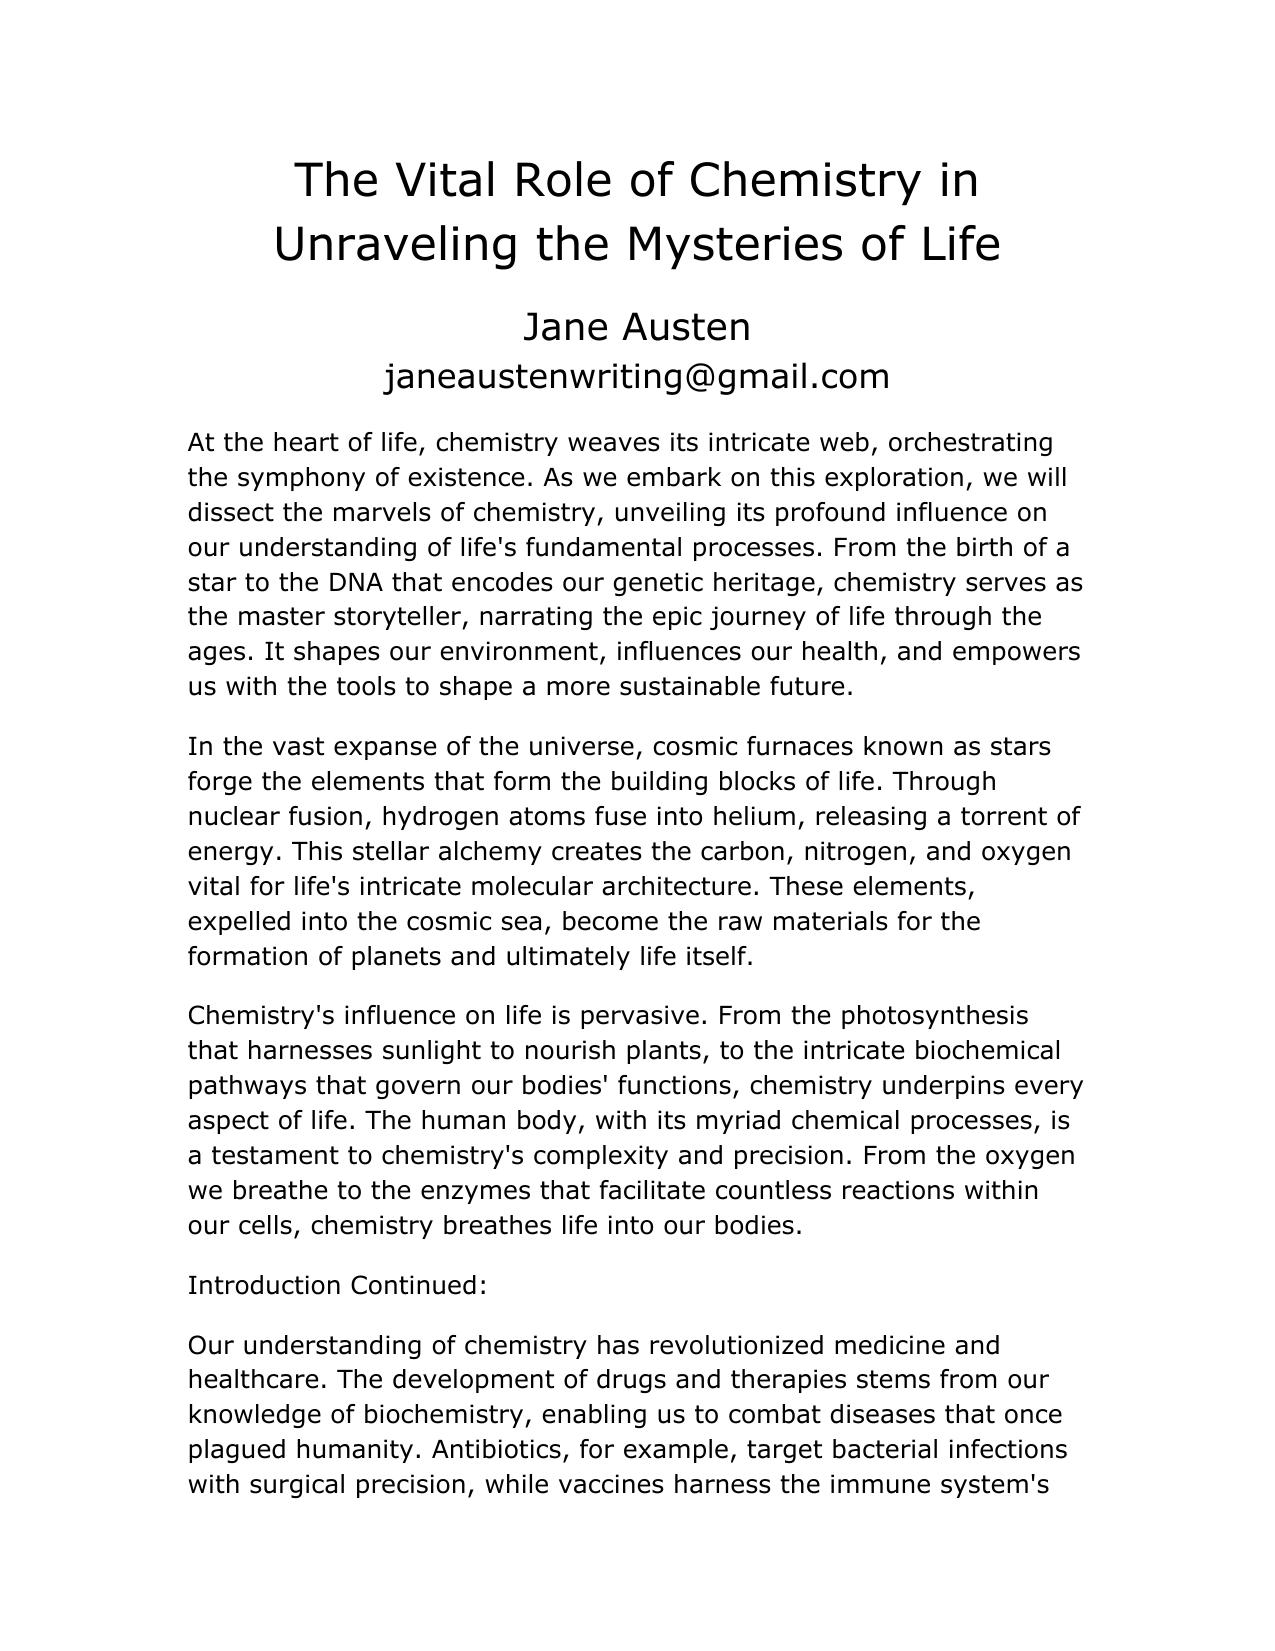 The Vital Role of Chemistry in
Unraveling the Mysteries of Life
Jane Austen
janeaustenwriting@gmail.com
At the heart of life, chemistry weaves its intricate web, orchestrating
the symphony of existence. As we embark on this exploration, we will
dissect the marvels of chemistry, unveiling its profound influence on
our understanding of life's fundamental processes. From the birth of a
star to the DNA that encodes our genetic heritage, chemistry serves as
the master storyteller, narrating the epic journey of life through the
ages. It shapes our environment, influences our health, and empowers
us with the tools to shape a more sustainable future.
In the vast expanse of the universe, cosmic furnaces known as stars
forge the elements that form the building blocks of life. Through
nuclear fusion, hydrogen atoms fuse into helium, releasing a torrent of
energy. This stellar alchemy creates the carbon, nitrogen, and oxygen
vital for life's intricate molecular architecture. These elements,
expelled into the cosmic sea, become the raw materials for the
formation of planets and ultimately life itself.
Chemistry's influence on life is pervasive. From the photosynthesis
that harnesses sunlight to nourish plants, to the intricate biochemical
pathways that govern our bodies' functions, chemistry underpins every
aspect of life. The human body, with its myriad chemical processes, is
a testament to chemistry's complexity and precision. From the oxygen
we breathe to the enzymes that facilitate countless reactions within
our cells, chemistry breathes life into our bodies.
Introduction Continued:
Our understanding of chemistry has revolutionized medicine and
healthcare. The development of drugs and therapies stems from our
knowledge of biochemistry, enabling us to combat diseases that once
plagued humanity. Antibiotics, for example, target bacterial infections
with surgical precision, while vaccines harness the immune system's